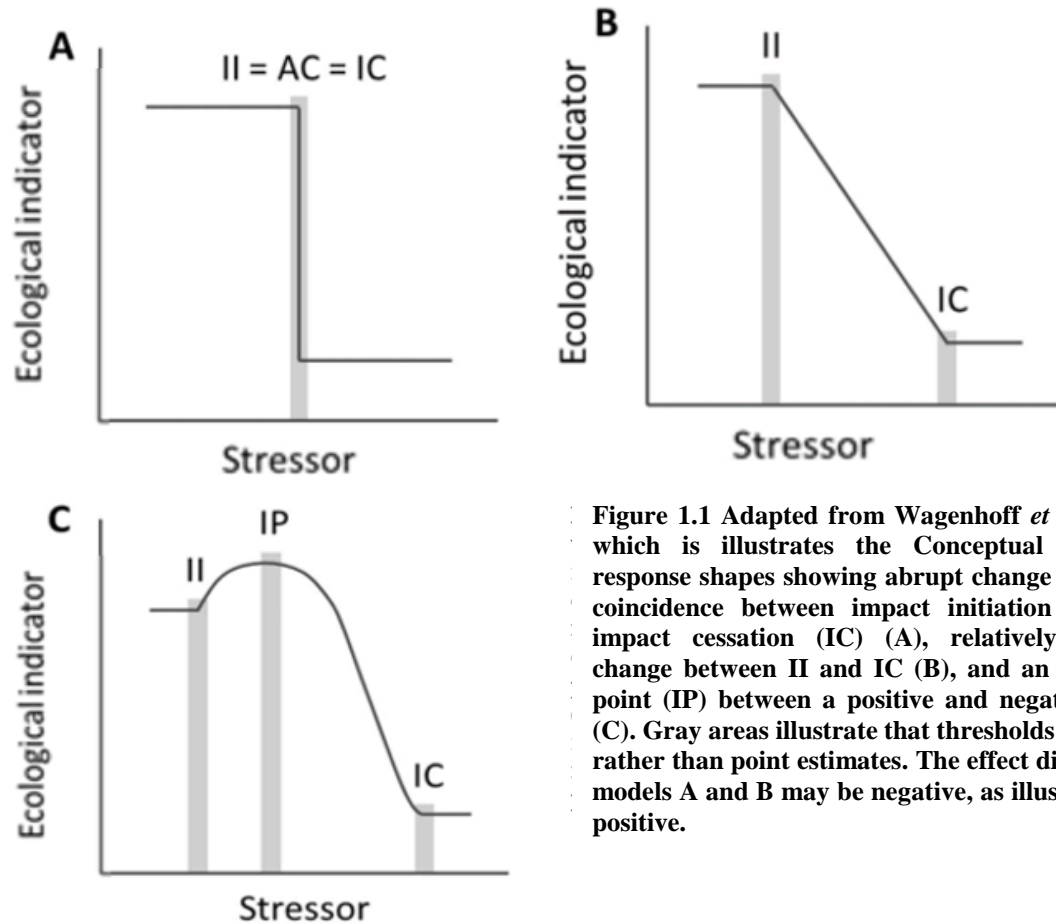 A
II = AC = IC
Ecological indicator
Stressor
B
II
IC
Ecological indicator
Stressor
C
II
IP
IC
Ecological indicator
Stressor
Figure 1.1 Adapted from Wagenhoff et
which is illustrates the Conceptual
response shapes showing abrupt change
coincidence between impact initiation
impact cessation (IC) (A), relatively
change between II and IC (B), and an
point (IP) between a positive and negat
(C). Gray areas illustrate that thresholds
rather than point estimates. The effect di
models A and B may be negative, as illus
positive.